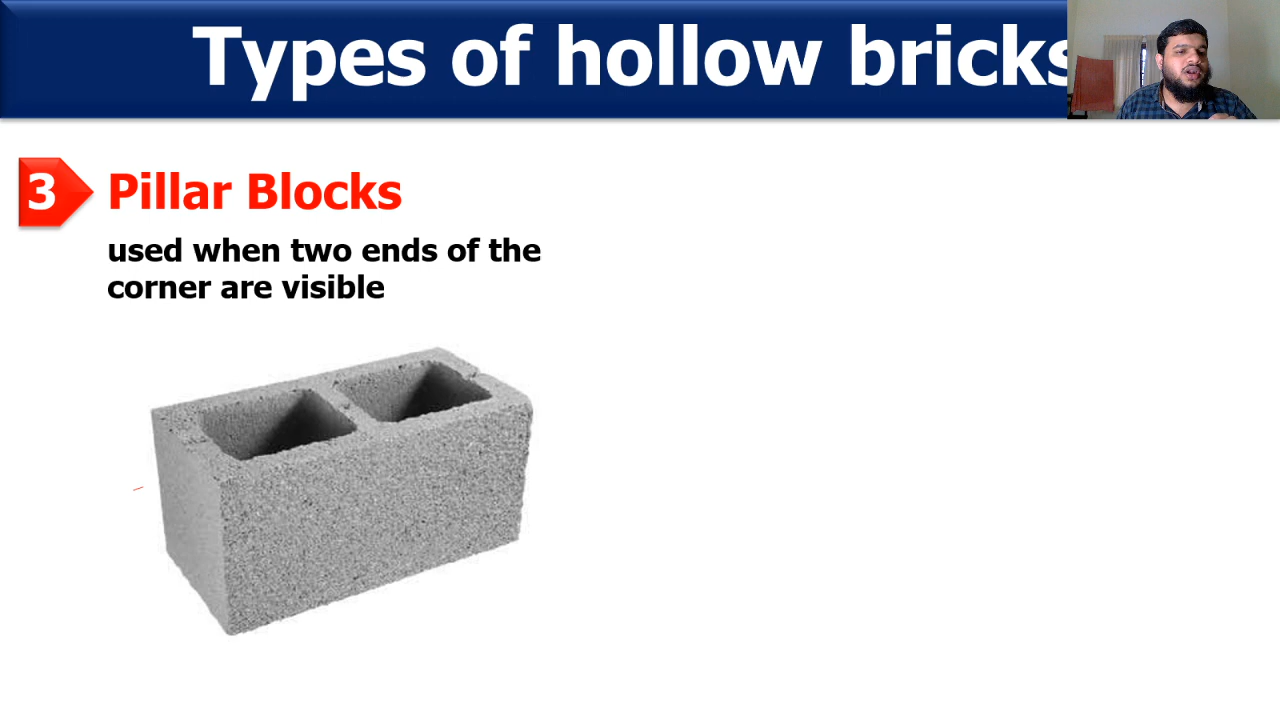 Types of hollow bricks
3
Pillar Blocks
used when two ends of the
corner are visible